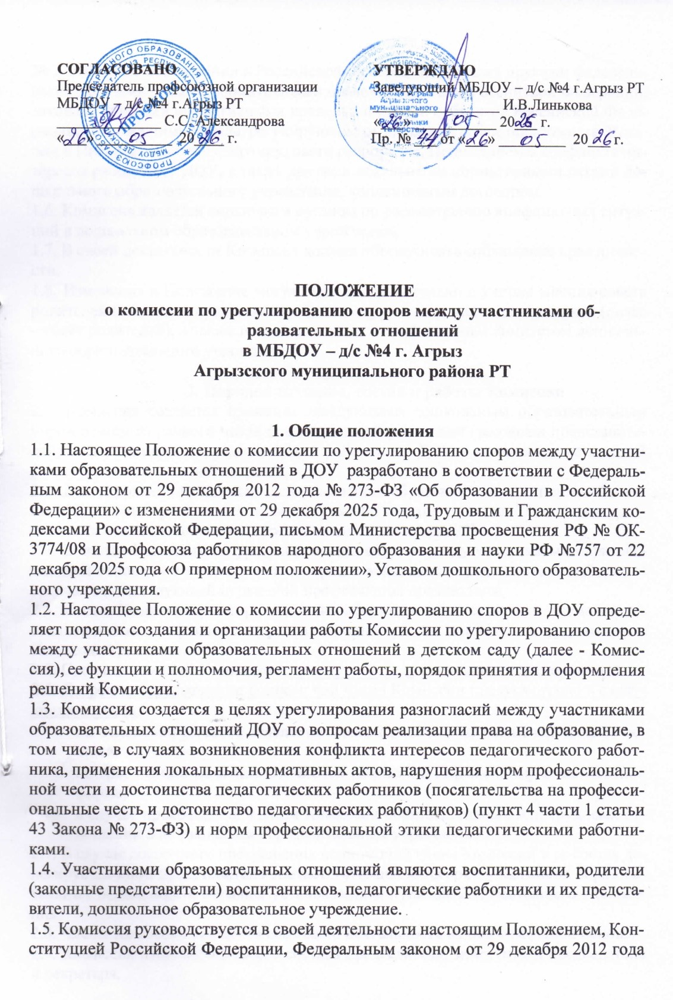 СОГЛАСОВАНО
Председатель профсоюзной организации
МБДОУ – д/с №4 г.Агрыз РТ
С.С. Александрова
«26» 05 2026 г.
УТВЕРЖДАЮ
Заведующий МБДОУ – д/с №4 г.Агрыз РТ
И.В.Линькова
«26» 05 2026 г.
Пр. № 44 от «26» 05 2026г.
ПРОФКОМ
ПОЛОЖЕНИЕ
о комиссии по урегулированию споров между участниками об-
разовательных отношений
в МБДОУ – д/с №4 г. Агрыз
Агрызского муниципального района РТ
1. Общие положения
1.1. Настоящее Положение о комиссии по урегулированию споров между участни-
ками образовательных отношений в ДОУ разработано в соответствии с Федераль-
ным законом от 29 декабря 2012 года № 273-ФЗ «Об образовании в Российской
Федерации» с изменениями от 29 декабря 2025 года, Трудовым и Гражданским ко-
дексами Российской Федерации, письмом Министерства просвещения РФ № ОК-
3774/08 и Профсоюза работников народного образования и науки РФ №757 от 22
декабря 2025 года «О примерном положении», Уставом дошкольного образователь-
ного учреждения.
1.2. Настоящее Положение о комиссии по урегулированию споров в ДОУ опреде-
ляет порядок создания и организации работы Комиссии по урегулированию споров
между участниками образовательных отношений в детском саду (далее - Комис-
сия), ее функции и полномочия, регламент работы, порядок принятия и оформления
решений Комиссии.
1.3. Комиссия создается в целях урегулирования разногласий между участниками
образовательных отношений ДОУ по вопросам реализации права на образование, в
том числе, в случаях возникновения конфликта интересов педагогического работ-
ника, применения локальных нормативных актов, нарушения норм профессиональ-
ной чести и достоинства педагогических работников (посягательства на професси-
ональные честь и достоинство педагогических работников) (пункт 4 части 1 статьи
43 Закона № 273-ФЗ) и норм профессиональной этики педагогическими работни-
ками.
1.4. Участниками образовательных отношений являются воспитанники, родители
(законные представители) воспитанников, педагогические работники и их предста-
вители, дошкольное образовательное учреждение.
1.5. Комиссия руководствуется в своей деятельности настоящим Положением, Кон-
ституцией Российской Федерации, Федеральным законом от 29 декабря 2012 года